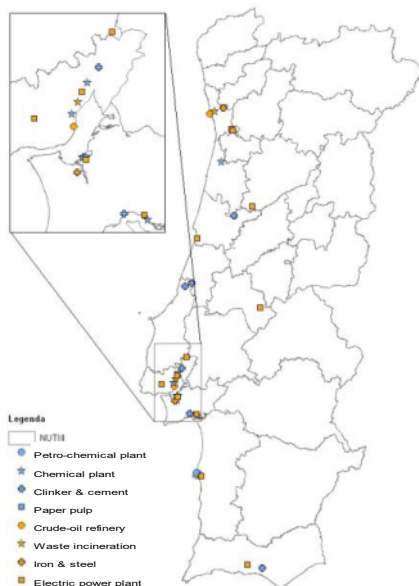 Legenda
NUTIII
Petro-chemical plant
Chemical plant
Clinker & cement
Paper pulp
Crude-oil refinery
Waste incineration
Iron & steel
Electric power plant